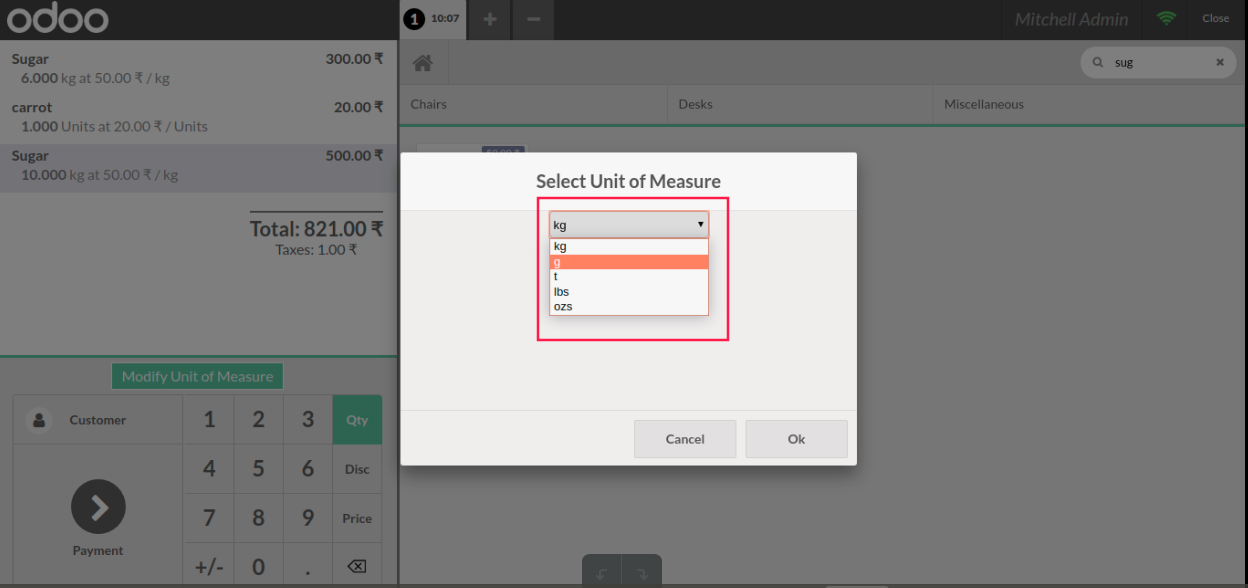 odoo
1 10:07 + −
Mitchell Admin
Close
Sugar 300.00 ₹
6.000 kg at 50.00 ₹ / kg
carrot 20.00 ₹
1.000 Units at 20.00 ₹ / Units
Sugar 500.00 ₹
10.000 kg at 50.00 ₹ / kg
Total: 821.00 ₹
Taxes: 1.00 ₹
Modify Unit of Measure
Customer
Payment
1 2 3 Qty
4 5 6 Disc
7 8 9 Price
+/- 0 .
sug
Chairs Desks Miscellaneous
Select Unit of Measure
kg
kg
g
t
lbs
ozs
Cancel Ok